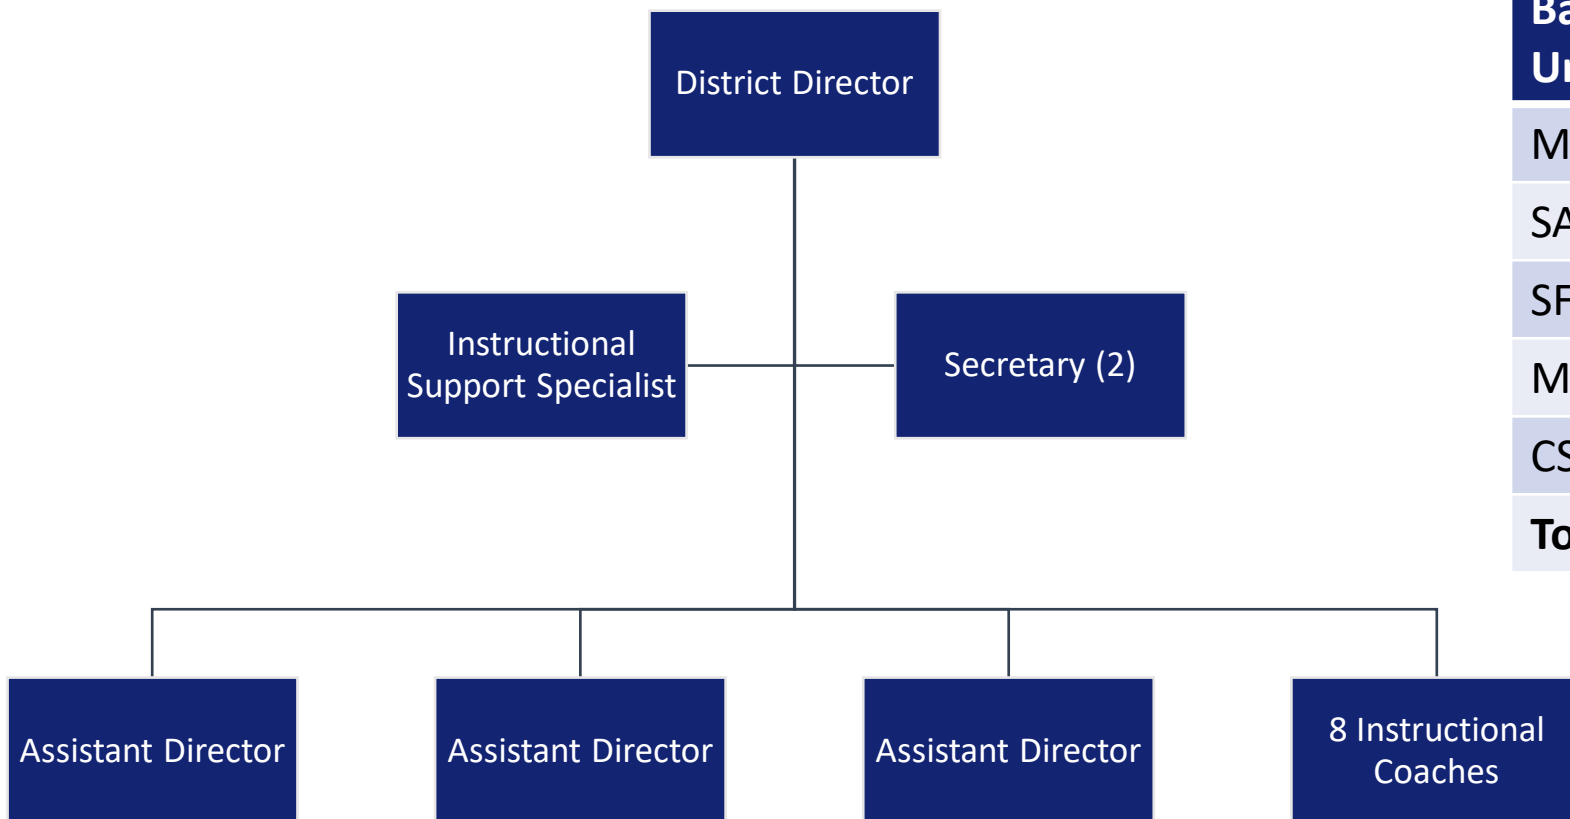 District Director
Instructional
Support Specialist
Secretary (2)
Assistant Director
Assistant Director
Assistant Director
8 Instructional
Coaches